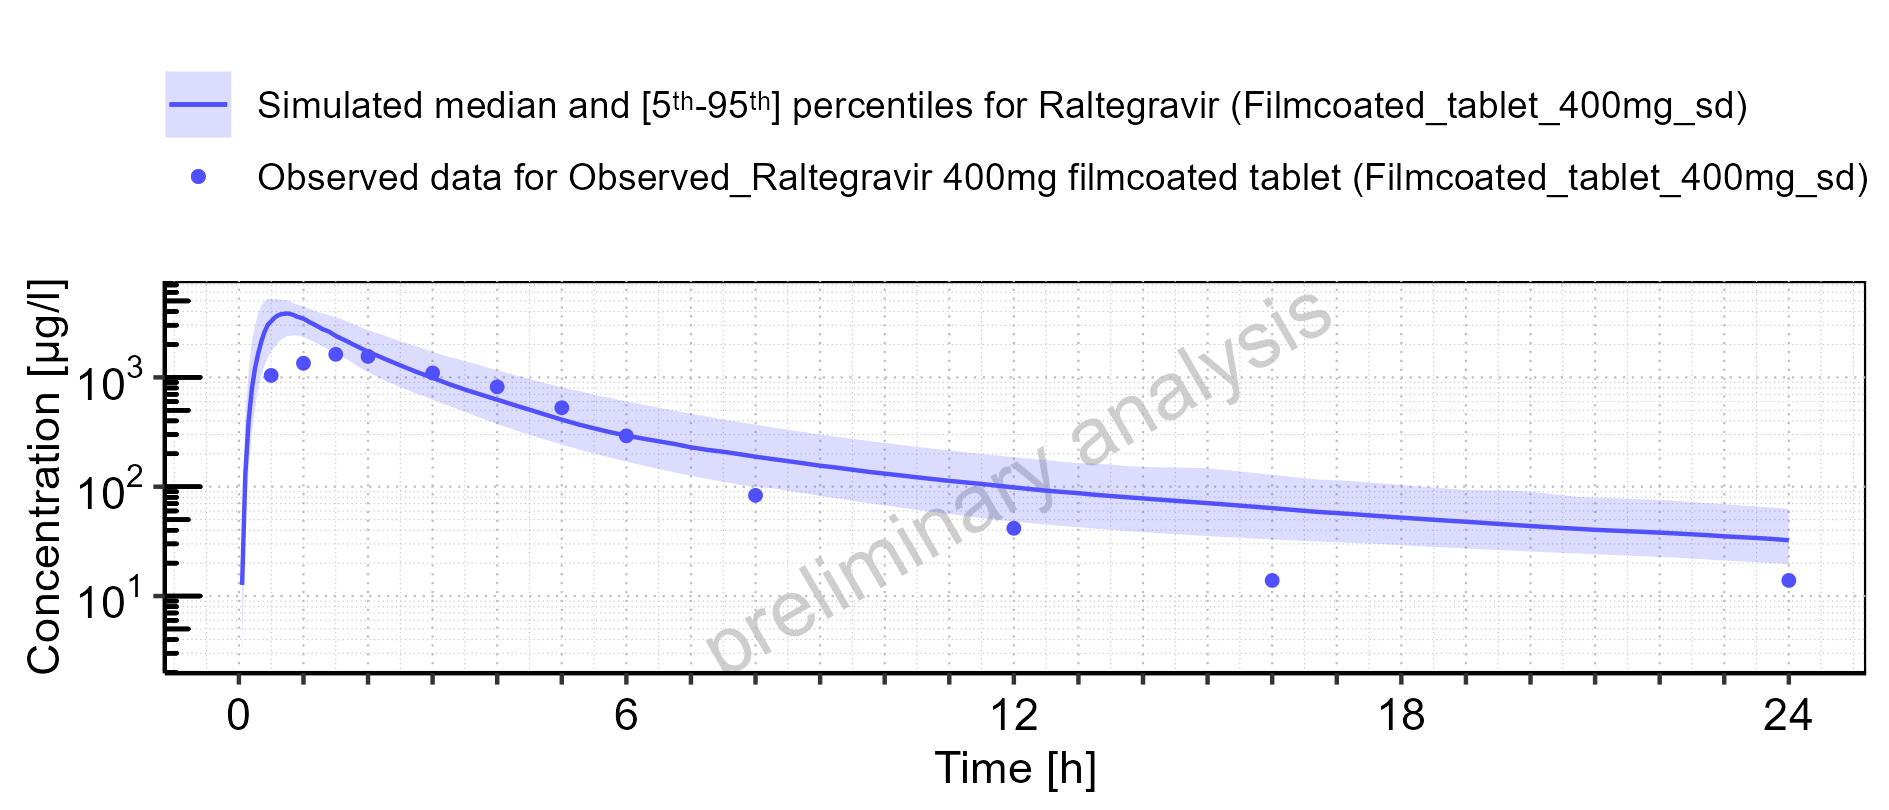 Simulated median and [5th-95th] percentiles for Raltegravir (Filmcoated_tablet_400mg_sd)
Observed data for Observed_Raltegravir 400mg filmcoated tablet (Filmcoated_tablet_400mg_sd)
Concentration [µg/l]
10³
10²
10¹
preliminary analysis
0 6 12 18 24
Time [h]